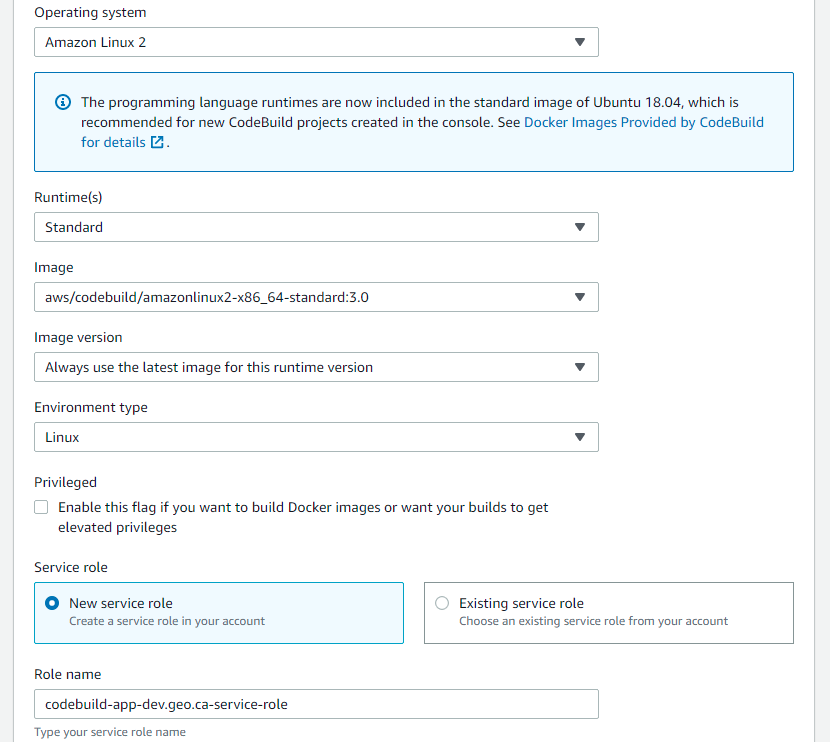 Operating system
Amazon Linux 2
The programming language runtimes are now included in the standard image of Ubuntu 18.04, which is
recommended for new CodeBuild projects created in the console. See Docker Images Provided by CodeBuild
for details .
Runtime(s)
Standard
Image
aws/codebuild/amazonlinux2-x86_64-standard:3.0
Image version
Always use the latest image for this runtime version
Environment type
Linux
Privileged
Enable this flag if you want to build Docker images or want your builds to get
elevated privileges
Service role
New service role
Create a service role in your account
Existing service role
Choose an existing service role from your account
Role name
codebuild-app-dev.geo.ca-service-role
Type your service role name